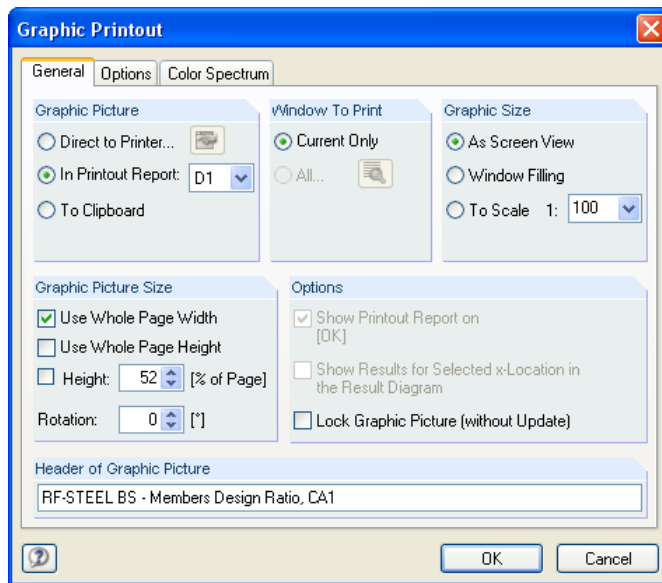 Graphic Printout
General Options Color Spectrum
Graphic Picture
Direct to Printer...
In Printout Report: D1
To Clipboard
Window To Print
Current Only
All...
Graphic Size
As Screen View
Window Filling
To Scale 1: 100
Graphic Picture Size
Use Whole Page Width
Use Whole Page Height
Height: 52 [% of Page]
Rotation: 0 [°]
Options
Show Printout Report on
[OK]
Show Results for Selected x-Location in
the Result Diagram
Lock Graphic Picture (without Update)
Header of Graphic Picture
RF-STEEL BS - Members Design Ratio, CA1
OK Cancel